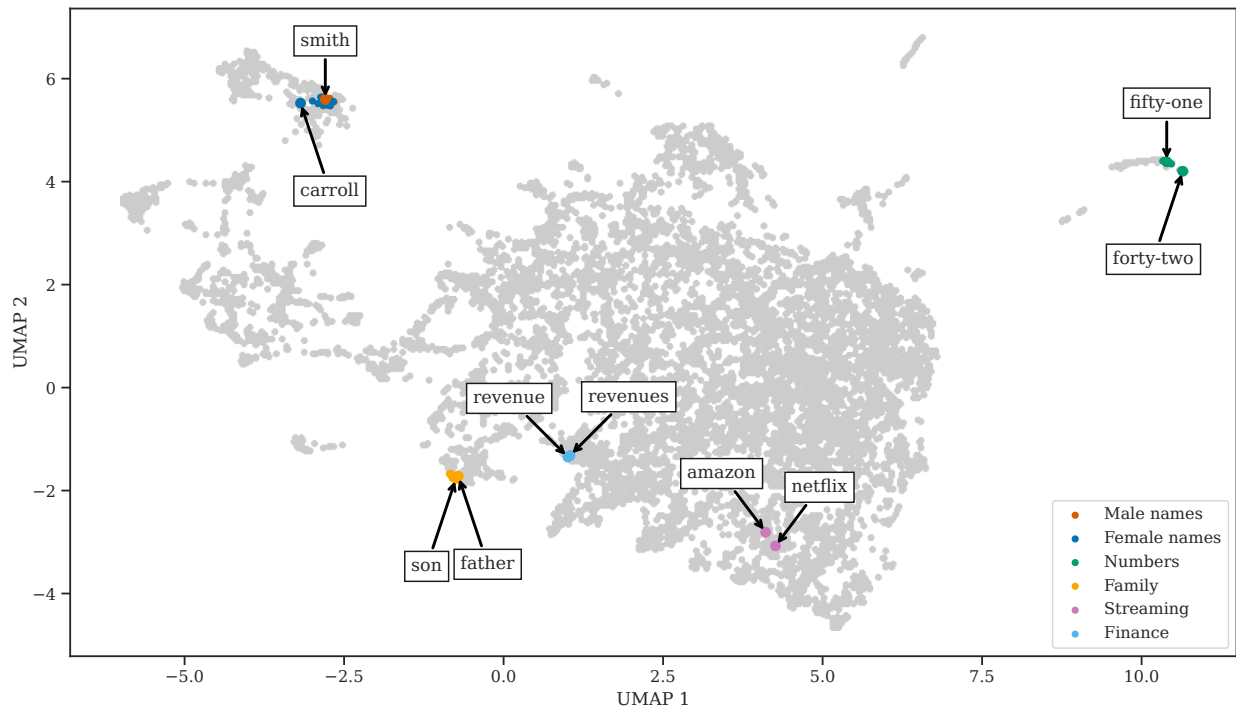 smith
carroll
fifty-one
forty-two
revenue
revenues
amazon
netflix
son
father
UMAP 2
6
4
2
0
−2
−4
−5.0
−2.5
0.0
2.5
5.0
7.5
10.0
UMAP 1
Male names
Female names
Numbers
Family
Streaming
Finance